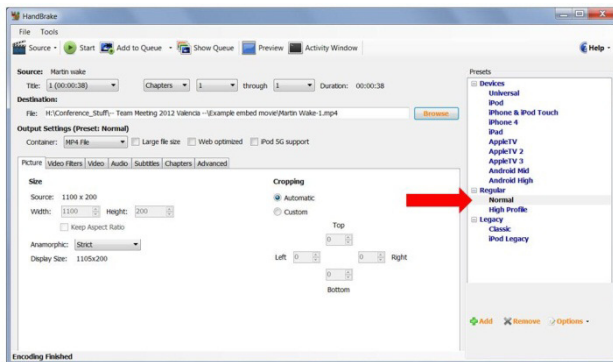 HandBrake
File Tools
Source Start Add to Queue Show Queue Preview Activity Window Help
Source: Martin wake
Title: 1 (00:00:38) Chapters 1 through 1 Duration: 00:00:38
Destination:
File: H:\Conference_Stuff\-- Team Meeting 2012 Valencia --\Example embed movie\Martin Wake-1.mp4 Browse
Output Settings (Preset: Normal)
Container: MP4 File Large file size Web optimized iPod 5G support
Picture Video Filters Video Audio Subtitles Chapters Advanced
Size
Source: 1100 x 200
Width: 1100 Height: 200
Keep Aspect Ratio
Anamorphic: Strict
Display Size: 1105x200
Cropping
Automatic
Custom
Top
0
Left 0 0 Right
0
Bottom
Presets
Devices
Universal
iPod
iPhone & iPod Touch
iPhone 4
iPad
AppleTV
AppleTV 2
AppleTV 3
Android Mid
Android High
Regular
Normal
High Profile
Legacy
Classic
iPod Legacy
Add Remove Options
Encoding Finished